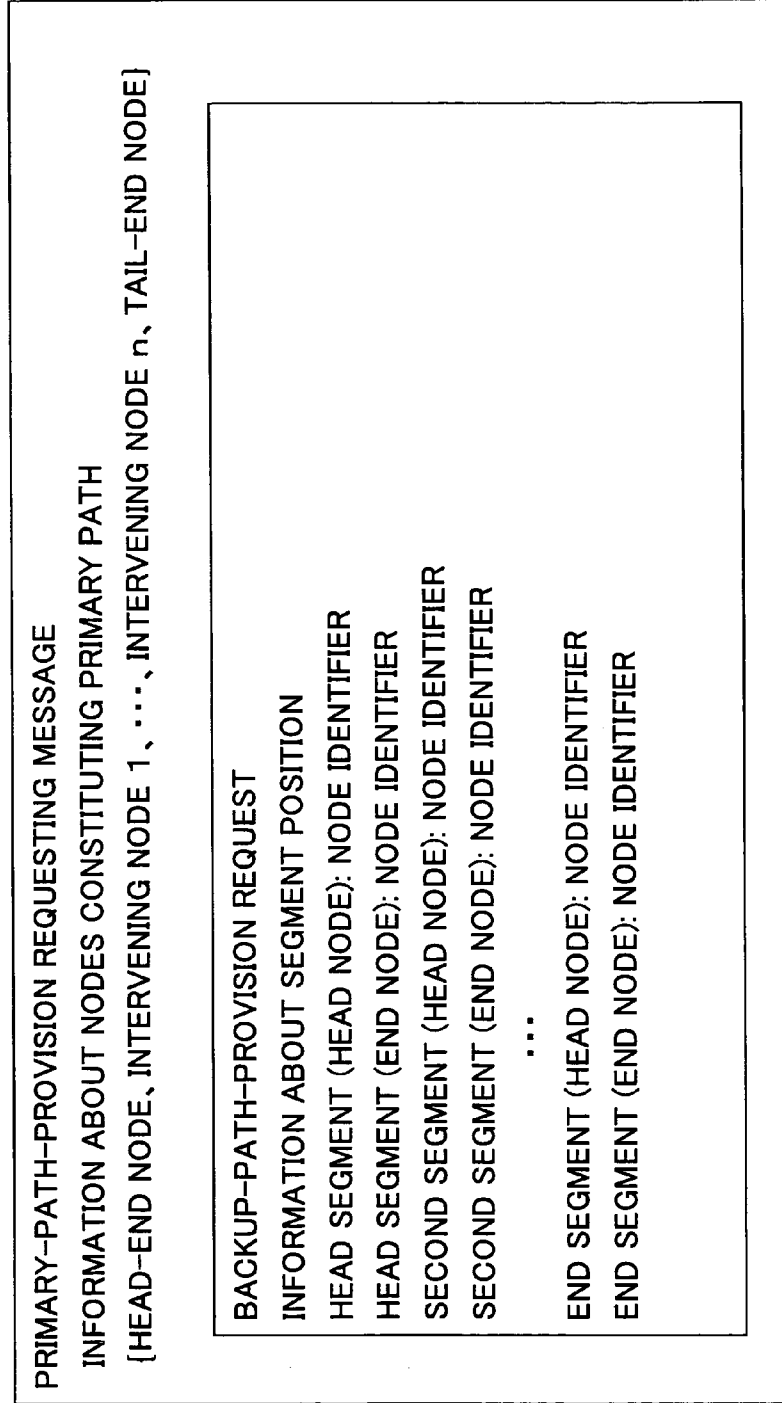 PRIMARY-PATH-PROVISION REQUESTING MESSAGE
INFORMATION ABOUT NODES CONSTITUTING PRIMARY PATH
{HEAD-END NODE、INTERVENING NODE 1、･･･、INTERVENING NODE n、TAIL-END NODE}
BACKUP-PATH-PROVISION REQUEST
INFORMATION ABOUT SEGMENT POSITION
HEAD SEGMENT (HEAD NODE): NODE IDENTIFIER
HEAD SEGMENT (END NODE): NODE IDENTIFIER
SECOND SEGMENT (HEAD NODE): NODE IDENTIFIER
SECOND SEGMENT (END NODE): NODE IDENTIFIER
･･･
END SEGMENT (HEAD NODE): NODE IDENTIFIER
END SEGMENT (END NODE): NODE IDENTIFIER